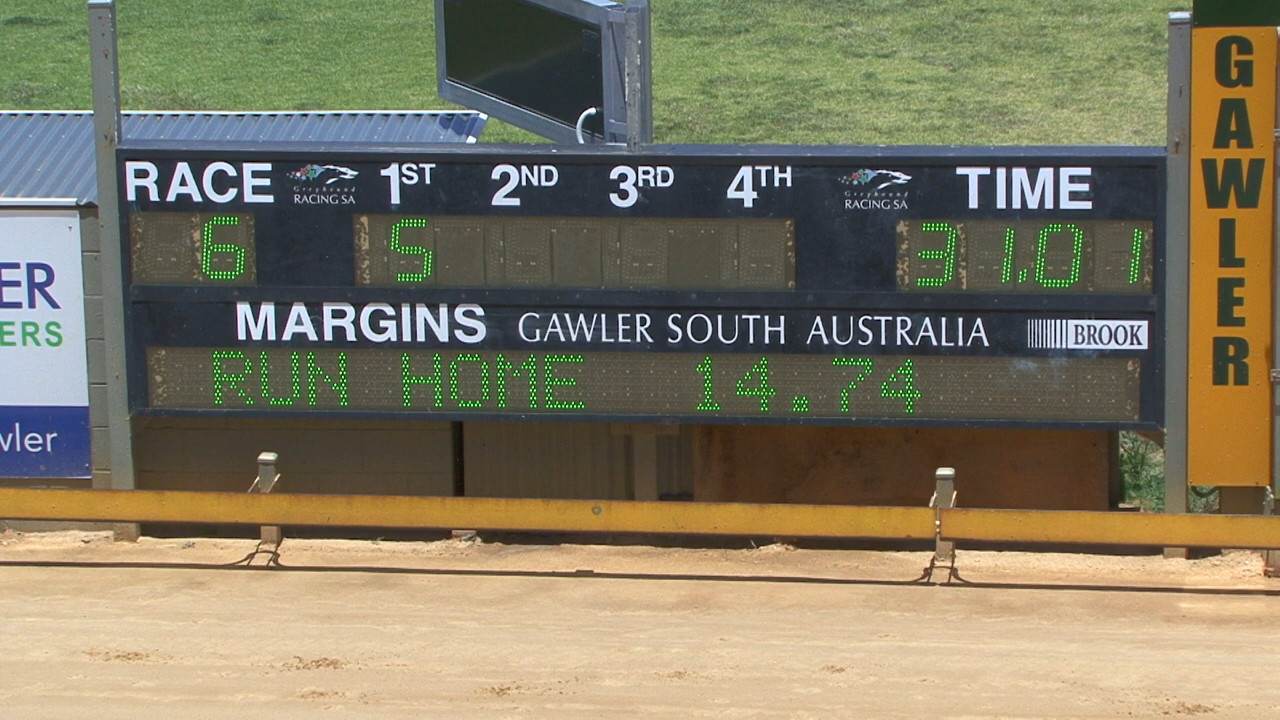 RACE Greyhound RACING SA 1ST 2ND 3RD 4TH Greyhound RACING SA TIME
6 5 31.01
MARGINS GAWLER SOUTH AUSTRALIA BROOK
RUN HOME 14.74
GAWLER
ER
ERS
wler